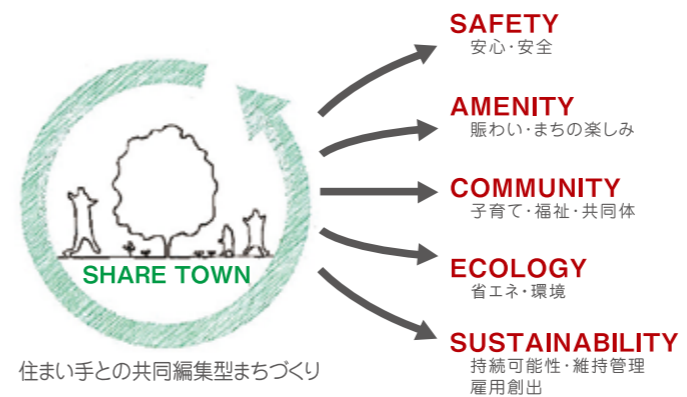 SHARE TOWN
住まい手との共同編集型まちづくり
SAFETY
安心・安全
AMENITY
賑わい・まちの楽しみ
COMMUNITY
子育て・福祉・共同体
ECOLOGY
省エネ・環境
SUSTAINABILITY
持続可能性・維持管理
雇用創出